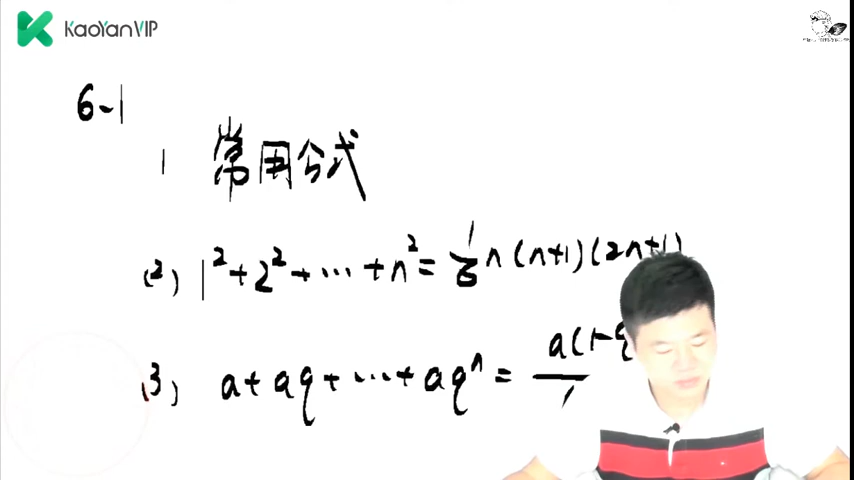 KaoYanVIP
6-1
1 常用公式
(2) 1²+2²+⋯+n²=1/6 n(n+1)(2n+1)
(3) a+aq+⋯+aqⁿ= a(1-q